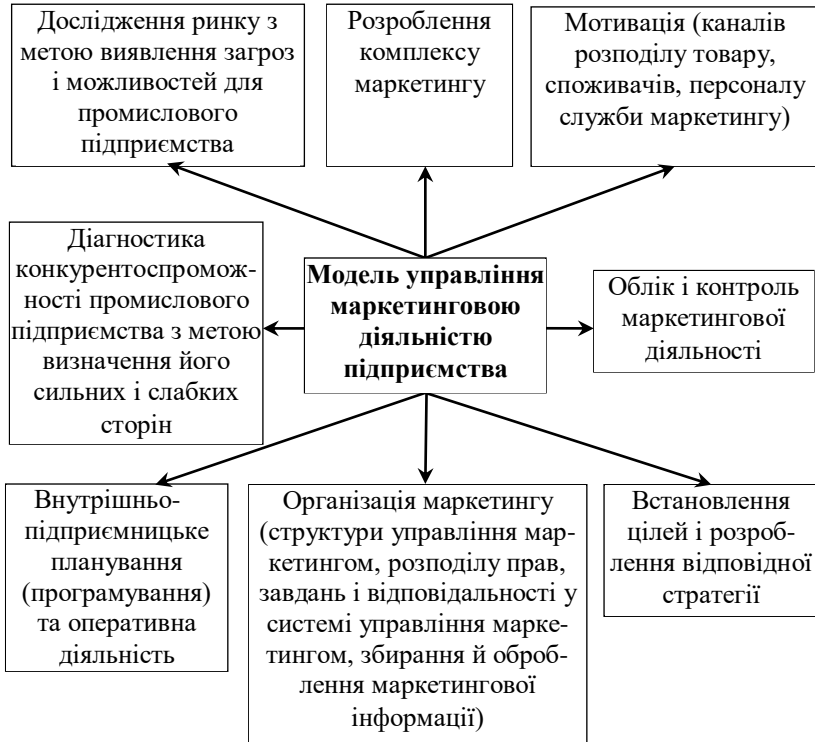 Дослідження ринку з
метою виявлення загроз
і можливостей для
промислового
підприємства
Розроблення
комплексу
маркетингу
Мотивація (каналів
розподілу товару,
споживачів, персоналу
служби маркетингу)
Діагностика
конкурентоспромож-
ності промислового
підприємства з метою
визначення його
сильних і слабких
сторін
Модель управління
маркетинговою
діяльністю
підприємства
Облік і контроль
маркетингової
діяльності
Внутрішньо-
підприємницьке
планування
(програмування)
та оперативна
діяльність
Організація маркетингу
(структури управління мар-
кетингом, розподілу прав,
завдань і відповідальності у
системі управління марке-
тингом, збирання й оброб-
лення маркетингової
інформації)
Встановлення
цілей і розроб-
лення відповідної
стратегії